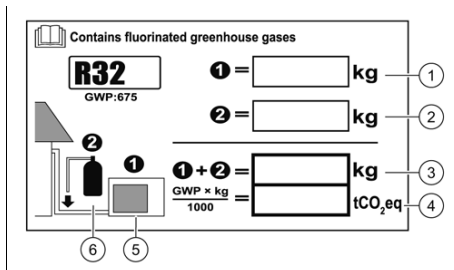 Contains fluorinated greenhouse gases
R32
GWP:675
❶ = kg ①
❷ = kg ②
❶+❷ = kg ③
GWP × kg
1000
= tCO₂eq ④
❷
❶
⑥ ⑤